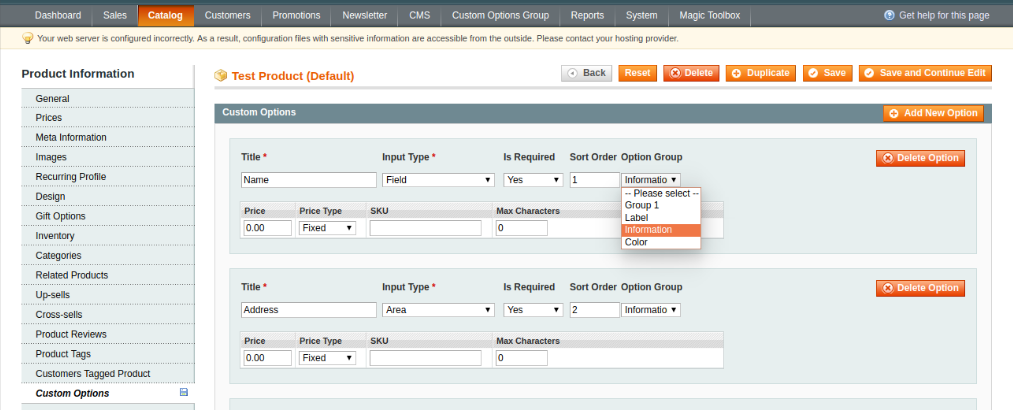 Dashboard Sales Catalog Customers Promotions Newsletter CMS Custom Options Group Reports System Magic Toolbox Get help for this page
Your web server is configured incorrectly. As a result, configuration files with sensitive information are accessible from the outside. Please contact your hosting provider.
Product Information
General
Prices
Meta Information
Images
Recurring Profile
Design
Gift Options
Inventory
Categories
Related Products
Up-sells
Cross-sells
Product Reviews
Product Tags
Customers Tagged Product
Custom Options
Test Product (Default) Back Reset Delete Duplicate Save Save and Continue Edit
Custom Options Add New Option
Delete Option
Title * Input Type * Is Required Sort Order Option Group
Name Field Yes 1 Informatio
-- Please select --
Group 1
Label
Information
Color
Price Price Type SKU Max Characters
0.00 Fixed 0
Delete Option
Title * Input Type * Is Required Sort Order Option Group
Address Area Yes 2 Informatio
Price Price Type SKU Max Characters
0.00 Fixed 0